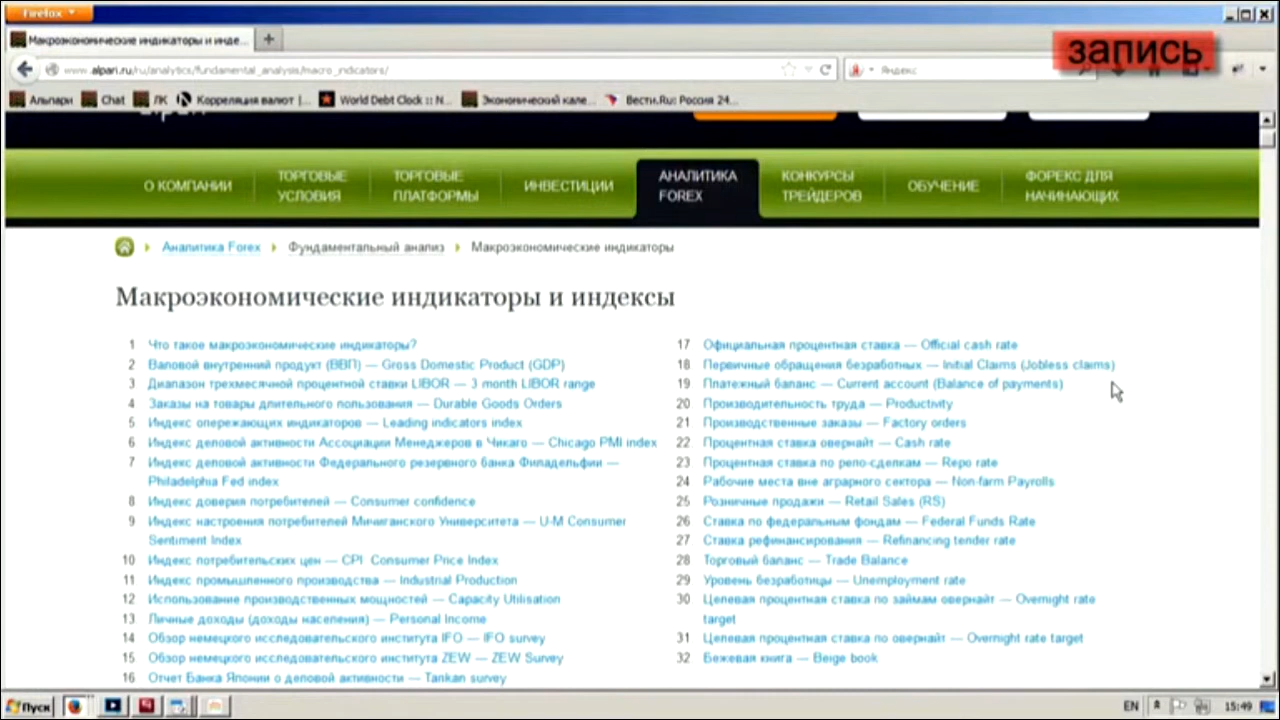 Firefox
Макроэкономические индикаторы и инде...
запись
www.alpari.ru/ru/analytics/fundamental_analysis/macro_indicators/
Яндекс
Альпари
Chat
ЛК
Корреляция валют |...
World Debt Clock :: N...
Экономический кале...
Вести.Ru: Россия 24...
О КОМПАНИИ
ТОРГОВЫЕ УСЛОВИЯ
ТОРГОВЫЕ ПЛАТФОРМЫ
ИНВЕСТИЦИИ
АНАЛИТИКА FOREX
КОНКУРСЫ ТРЕЙДЕРОВ
ОБУЧЕНИЕ
ФОРЕКС ДЛЯ НАЧИНАЮЩИХ
Аналитика Forex
Фундаментальный анализ
Макроэкономические индикаторы
Макроэкономические индикаторы и индексы
1 Что такое макроэкономические индикаторы?
2 Валовой внутренний продукт (ВВП) — Gross Domestic Product (GDP)
3 Диапазон трехмесячной процентной ставки LIBOR — 3 month LIBOR range
4 Заказы на товары длительного пользования — Durable Goods Orders
5 Индекс опережающих индикаторов — Leading indicators index
6 Индекс деловой активности Ассоциации Менеджеров в Чикаго — Chicago PMI index
7 Индекс деловой активности Федерального резервного банка Филадельфии —
Philadelphia Fed index
8 Индекс доверия потребителей — Consumer confidence
9 Индекс настроения потребителей Мичиганского Университета — U-M Consumer
Sentiment Index
10 Индекс потребительских цен — CPI Consumer Price Index
11 Индекс промышленного производства — Industrial Production
12 Использование производственных мощностей — Capacity Utilisation
13 Личные доходы (доходы населения) — Personal Income
14 Обзор немецкого исследовательского института IFO — IFO survey
15 Обзор немецкого исследовательского института ZEW — ZEW Survey
16 Отчет Банка Японии о деловой активности — Tankan survey
17 Официальная процентная ставка — Official cash rate
18 Первичные обращения безработных — Initial Claims (Jobless claims)
19 Платежный баланс — Current account (Balance of payments)
20 Производительность труда — Productivity
21 Производственные заказы — Factory orders
22 Процентная ставка овернайт — Cash rate
23 Процентная ставка по репо-сделкам — Repo rate
24 Рабочие места вне аграрного сектора — Non-farm Payrolls
25 Розничные продажи — Retail Sales (RS)
26 Ставка по федеральным фондам — Federal Funds Rate
27 Ставка рефинансирования — Refinancing tender rate
28 Торговый баланс — Trade Balance
29 Уровень безработицы — Unemployment rate
30 Целевая процентная ставка по займам овернайт — Overnight rate
target
31 Целевая процентная ставка по овернайт — Overnight rate target
32 Бежевая книга — Beige book
Пуск
EN
15:49